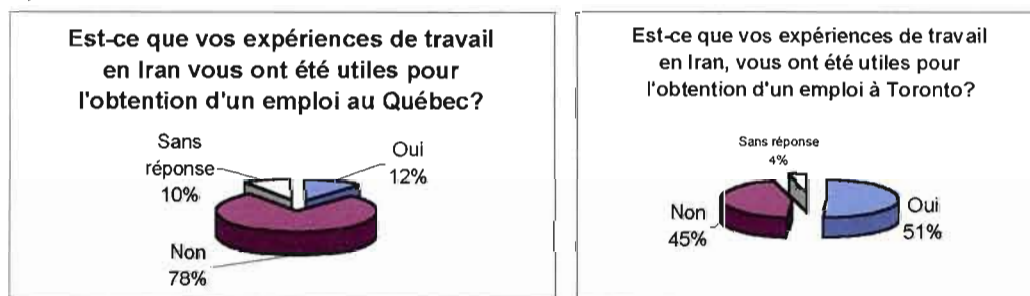 Est-ce que vos expériences de travail
en Iran vous ont été utiles pour
l'obtention d'un emploi au Québec?
Sans
réponse
10%
Oui
12%
Non
78%
Est-ce que vos expériences de travail
en Iran, vous ont été utiles pour
l'obtention d'un emploi à Toronto?
Sans réponse
4%
Non
45%
Oui
51%